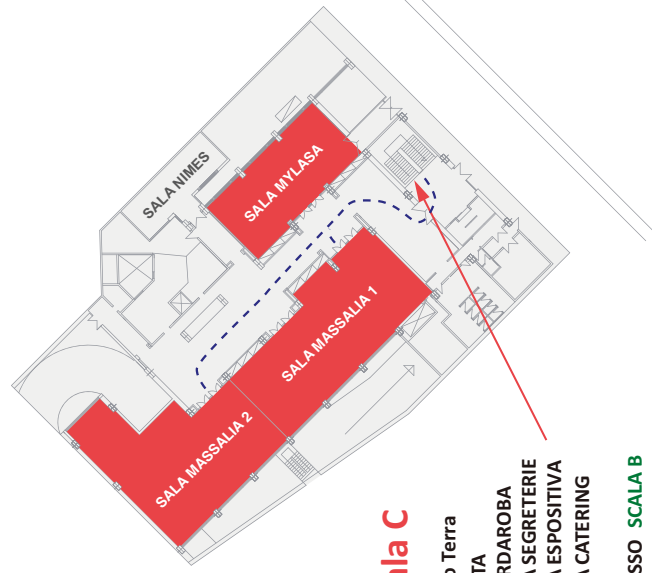 SALA NIMES
SALA MYLASA
SALA MASSALIA 1
SALA MASSALIA 2
ala C
o Terra
TA
RDAROBA
A SEGRETERIE
A ESPOSITIVA
A CATERING
SSO SCALA B